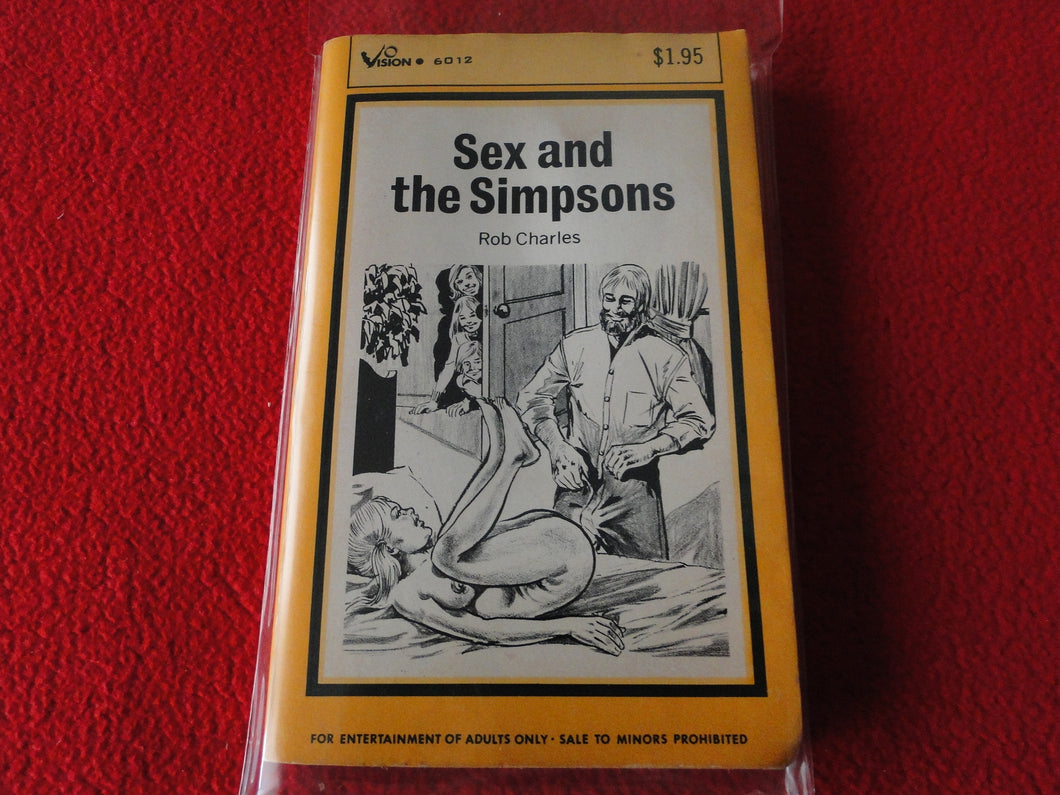 Vision • 6012
$1.95
Sex and
the Simpsons
Rob Charles
FOR ENTERTAINMENT OF ADULTS ONLY · SALE TO MINORS PROHIBITED